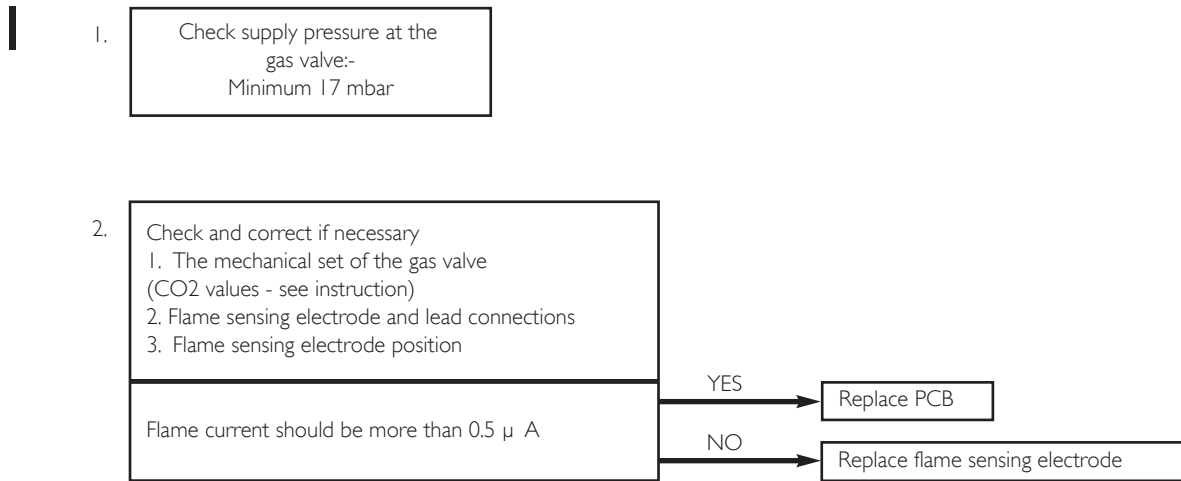 1.
Check supply pressure at the
gas valve:-
Minimum 17 mbar
2.
Check and correct if necessary
1. The mechanical set of the gas valve
(CO2 values - see instruction)
2. Flame sensing electrode and lead connections
3. Flame sensing electrode position
Flame current should be more than 0.5 μ A
YES
Replace PCB
NO
Replace flame sensing electrode